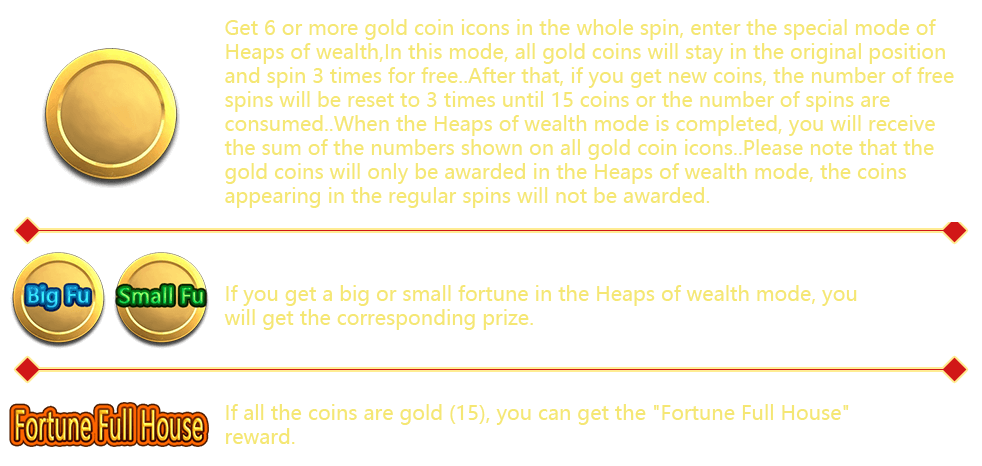 Get 6 or more gold coin icons in the whole spin, enter the special mode of
Heaps of wealth,In this mode, all gold coins will stay in the original position
and spin 3 times for free..After that, if you get new coins, the number of free
spins will be reset to 3 times until 15 coins or the number of spins are
consumed..When the Heaps of wealth mode is completed, you will receive
the sum of the numbers shown on all gold coin icons..Please note that the
gold coins will only be awarded in the Heaps of wealth mode, the coins
appearing in the regular spins will not be awarded.
Big Fu
Small Fu
If you get a big or small fortune in the Heaps of wealth mode, you
will get the corresponding prize.
Fortune Full House
If all the coins are gold (15), you can get the "Fortune Full House"
reward.